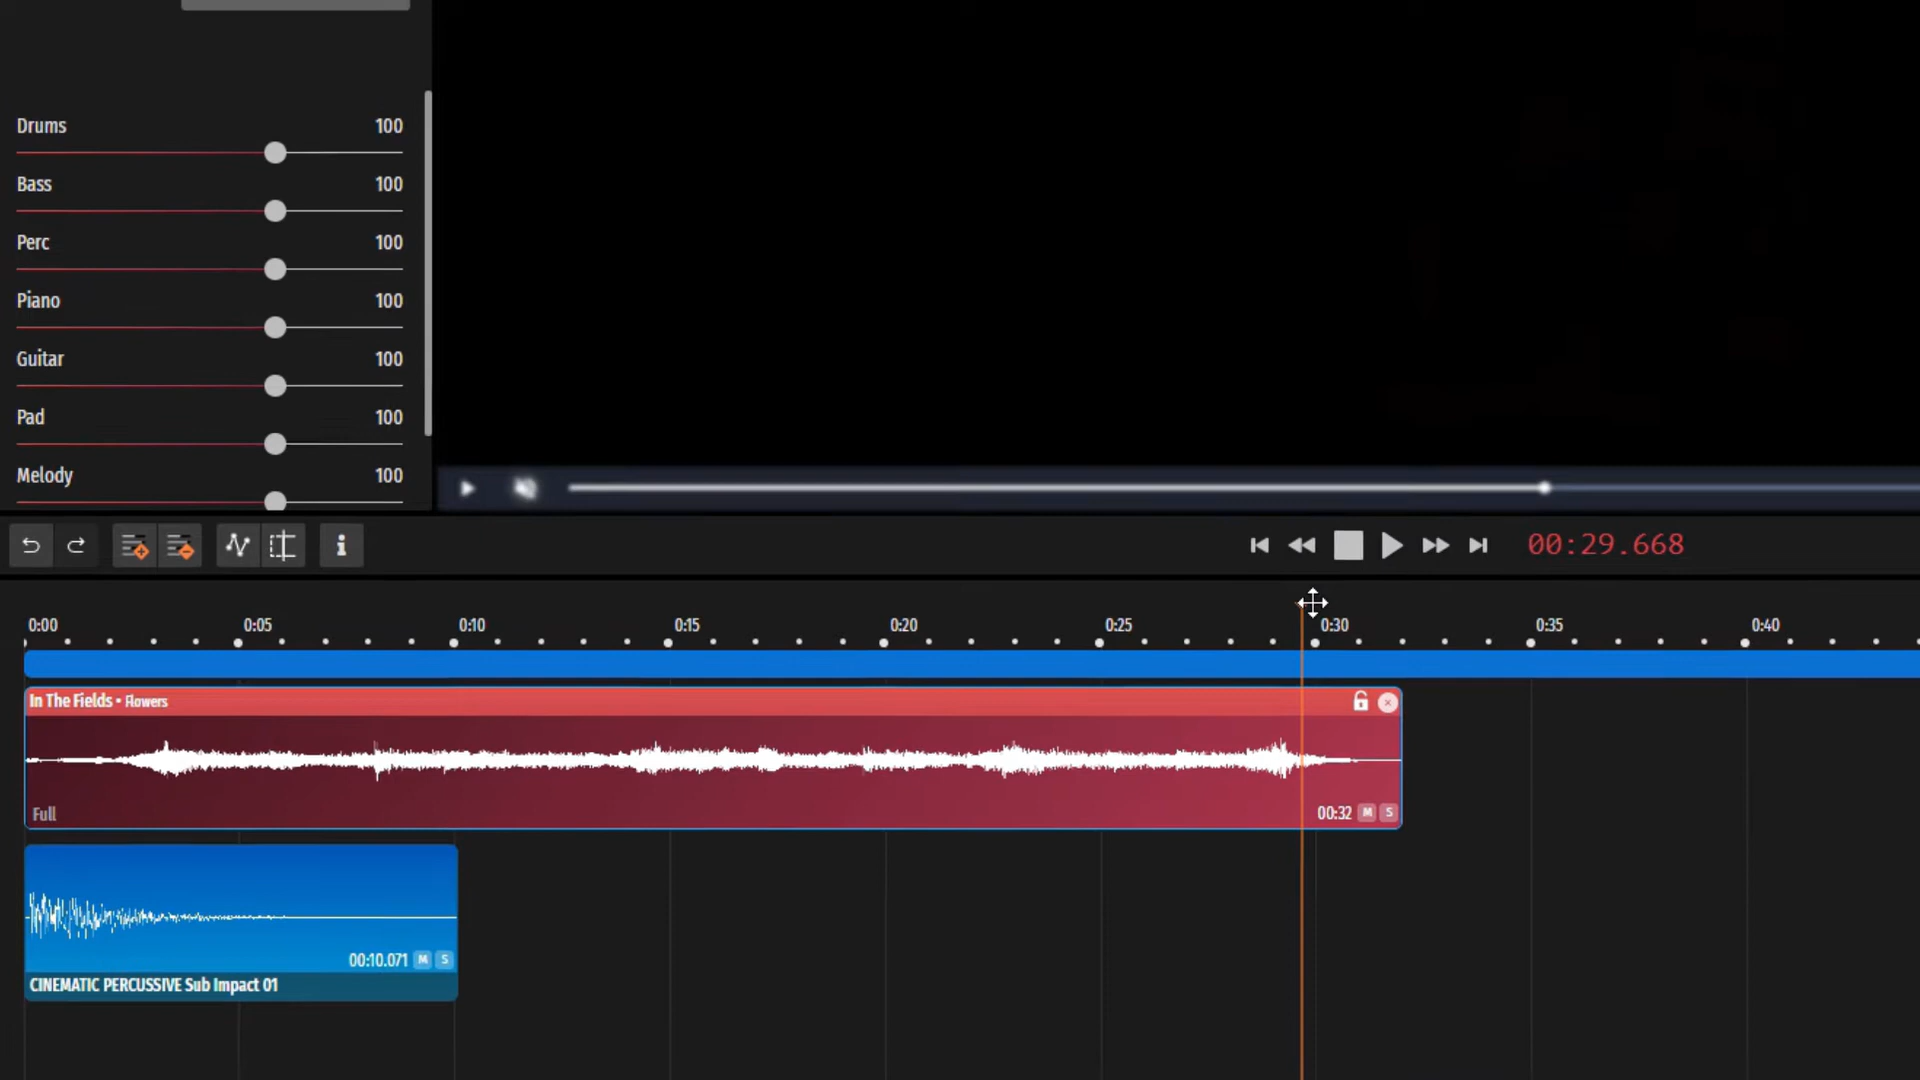 Drums 100
Bass 100
Perc 100
Piano 100
Guitar 100
Pad 100
Melody 100
00:29.668
0:00 0:05 0:10 0:15 0:20 0:25 0:30 0:35 0:40
In The Fields • Flowers
Full 00:32 M S
00:10.071 M S
CINEMATIC PERCUSSIVE Sub Impact 01